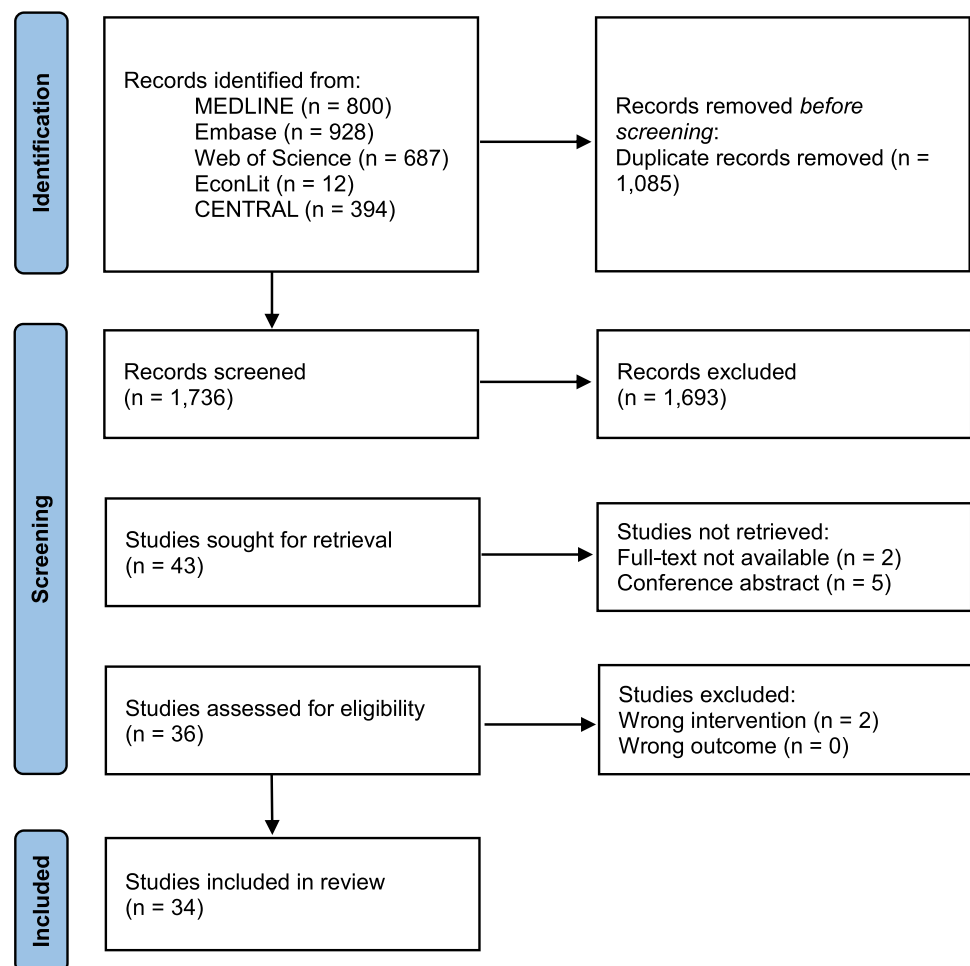 Identification
Records identified from:
MEDLINE (n = 800)
Embase (n = 928)
Web of Science (n = 687)
EconLit (n = 12)
CENTRAL (n = 394)
Records removed before
screening:
Duplicate records removed (n =
1,085)
Screening
Records screened
(n = 1,736)
Records excluded
(n = 1,693)
Studies sought for retrieval
(n = 43)
Studies not retrieved:
Full-text not available (n = 2)
Conference abstract (n = 5)
Studies assessed for eligibility
(n = 36)
Studies excluded:
Wrong intervention (n = 2)
Wrong outcome (n = 0)
Included
Studies included in review
(n = 34)